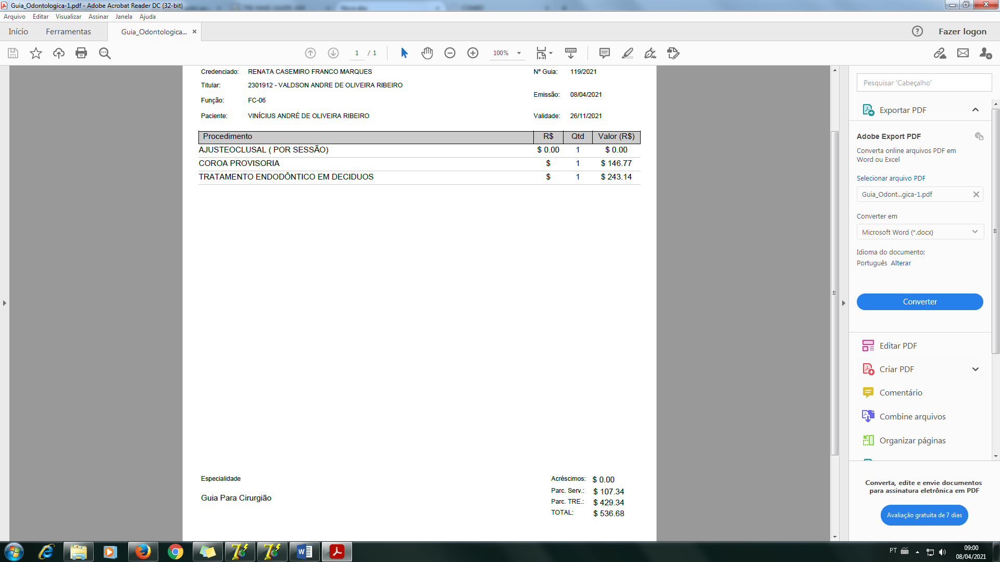 Guia_Odontologica-1.pdf - Adobe Acrobat Reader DC (32-bit)
Arquivo Editar Visualizar Assinar Janela Ajuda
Início Ferramentas Guia_Odontologica... × Fazer logon
1 / 1 100%
Credenciado: RENATA CASEMIRO FRANCO MARQUES Nº Guia: 119/2021
Titular: 2301912 - VALDSON ANDRE DE OLIVEIRA RIBEIRO
Emissão: 08/04/2021
Função: FC-06
Paciente: VINÍCIUS ANDRÉ DE OLIVEIRA RIBEIRO Validade: 26/11/2021
Procedimento R$ Qtd Valor (R$)
AJUSTEOCLUSAL ( POR SESSÃO) $ 0.00 1 $ 0.00
COROA PROVISORIA $ 1 $ 146.77
TRATAMENTO ENDODÔNTICO EM DECIDUOS $ 1 $ 243.14
Especialidade
Guia Para Cirurgião
Acréscimos: $ 0.00
Parc. Serv.: $ 107.34
Parc. TRE.: $ 429.34
TOTAL: $ 536.68
Pesquisar 'Cabeçalho'
Exportar PDF
Adobe Export PDF
Converta online arquivos PDF em
Word ou Excel
Selecionar arquivo PDF
Guia_Odont...gica-1.pdf
Converter em
Microsoft Word (*.docx)
Idioma do documento:
Português Alterar
Converter
Editar PDF
Criar PDF
Comentário
Combine arquivos
Organizar páginas
Converta, edite e envie documentos
para assinatura eletrônica em PDF
Avaliação gratuita de 7 dias
PT
09:00
08/04/2021